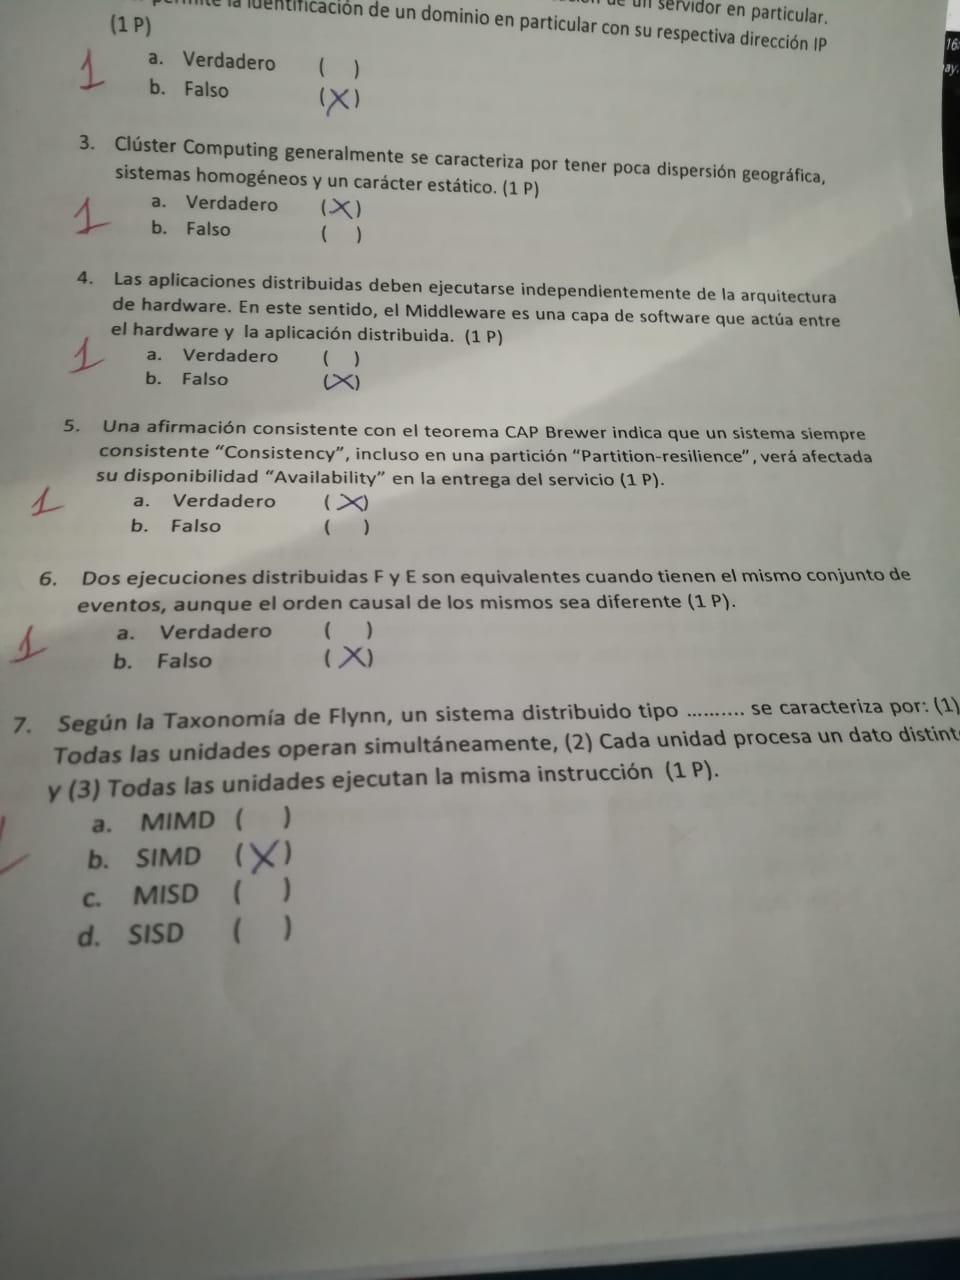 un servidor en particular.
la identificación de un dominio en particular con su respectiva dirección IP
(1 P)
1 a. Verdadero ( )
b. Falso (X)
3. Clúster Computing generalmente se caracteriza por tener poca dispersión geográfica,
sistemas homogéneos y un carácter estático. (1 P)
1 a. Verdadero (X)
b. Falso ( )
4. Las aplicaciones distribuidas deben ejecutarse independientemente de la arquitectura
de hardware. En este sentido, el Middleware es una capa de software que actúa entre
el hardware y la aplicación distribuida. (1 P)
1 a. Verdadero ( )
b. Falso (X)
5. Una afirmación consistente con el teorema CAP Brewer indica que un sistema siempre
consistente “Consistency”, incluso en una partición “Partition-resilience”, verá afectada
su disponibilidad “Availability” en la entrega del servicio (1 P).
1 a. Verdadero (X)
b. Falso ( )
6. Dos ejecuciones distribuidas F y E son equivalentes cuando tienen el mismo conjunto de
eventos, aunque el orden causal de los mismos sea diferente (1 P).
1 a. Verdadero ( )
b. Falso (X)
7. Según la Taxonomía de Flynn, un sistema distribuido tipo .......... se caracteriza por: (1)
Todas las unidades operan simultáneamente, (2) Cada unidad procesa un dato distint
y (3) Todas las unidades ejecutan la misma instrucción (1 P).
a. MIMD ( )
b. SIMD (X)
c. MISD ( )
d. SISD ( )